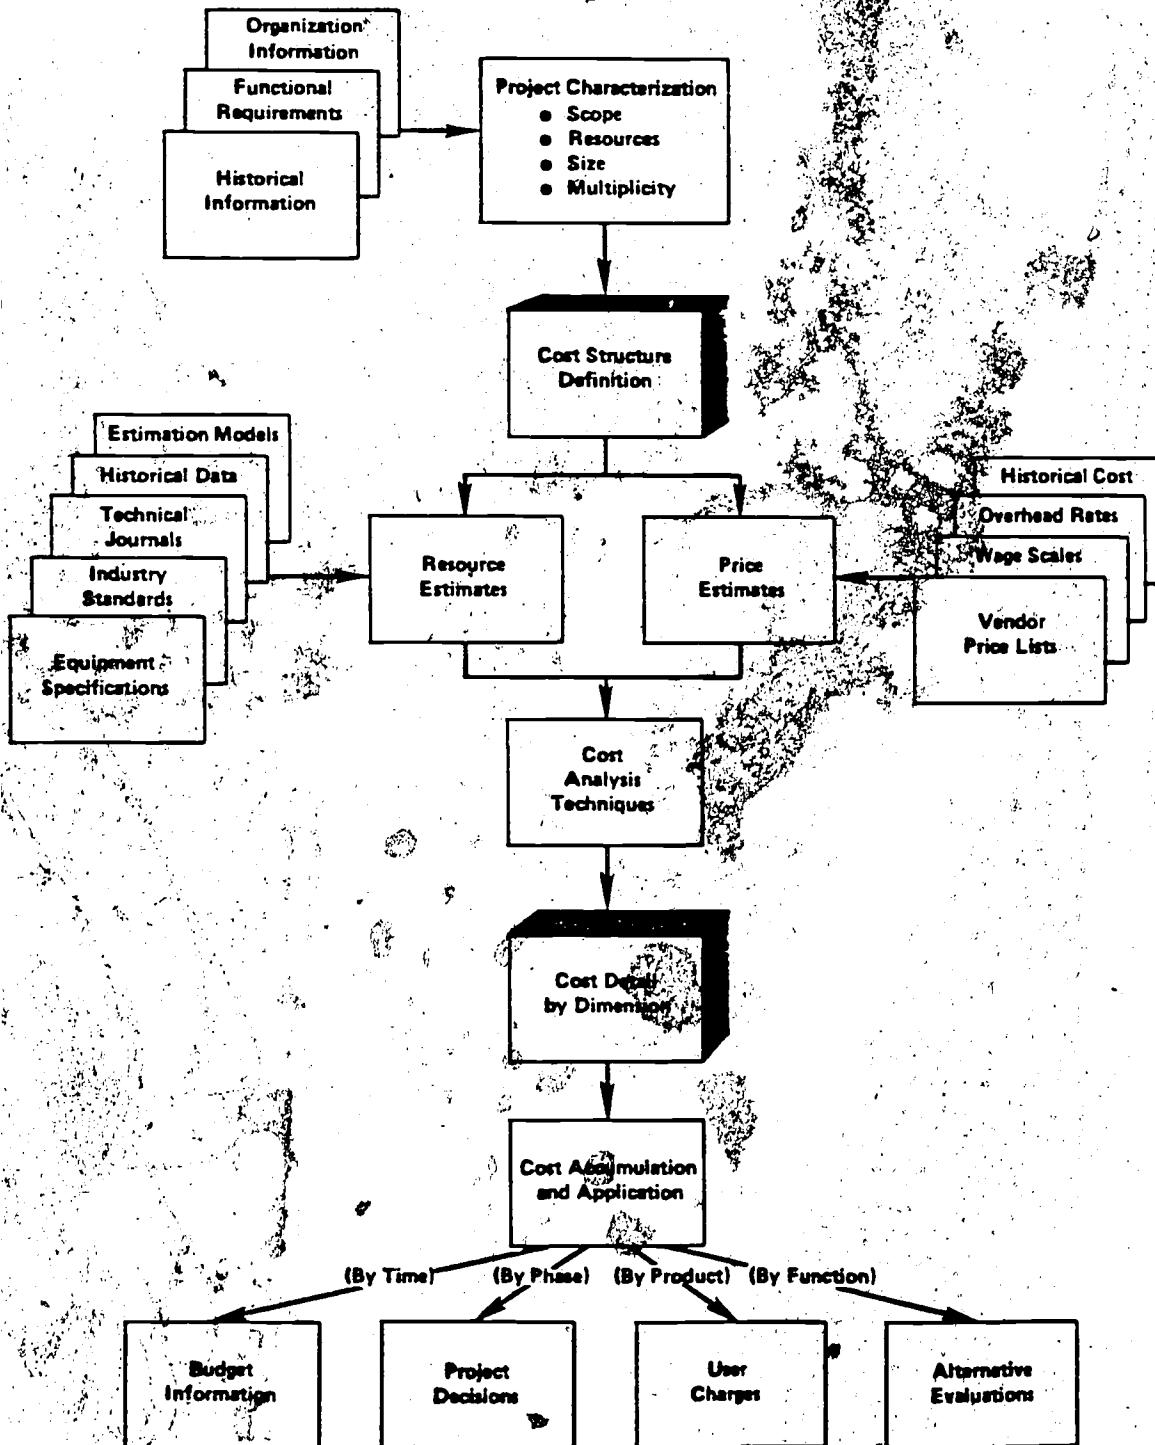 Organization
Information
Functional
Requirements
Historical
Information
Project Characterization
● Scope
● Resources
● Size
● Multiplicity
Cost Structure
Definition
Estimation Models
Historical Data
Technical
Journals
Industry
Standards
Equipment
Specifications
Resource
Estimates
Price
Estimates
Historical Cost
Overhead Rates
Wage Scales
Vendor
Price Lists
Cost
Analysis
Techniques
Cost Detail
by Dimension
Cost Accumulation
and Application
(By Time) (By Phase) (By Product) (By Function)
Budget
Information
Project
Decisions
User
Charges
Alternative
Evaluations